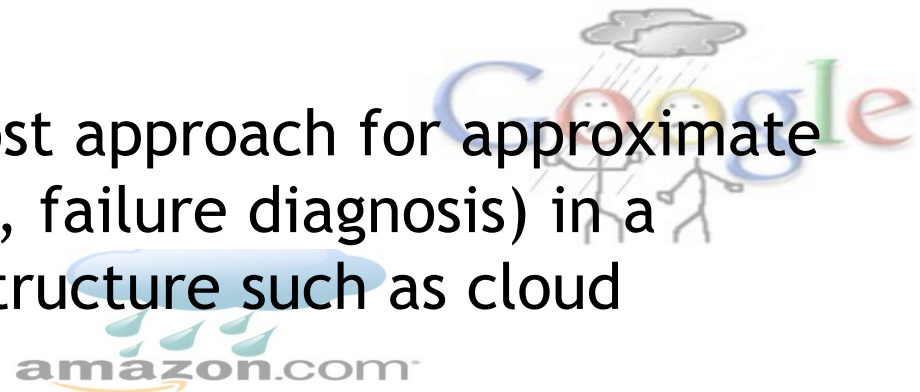 Google
st approach for approximate
, failure diagnosis) in a
tructure such as cloud
amazon.com